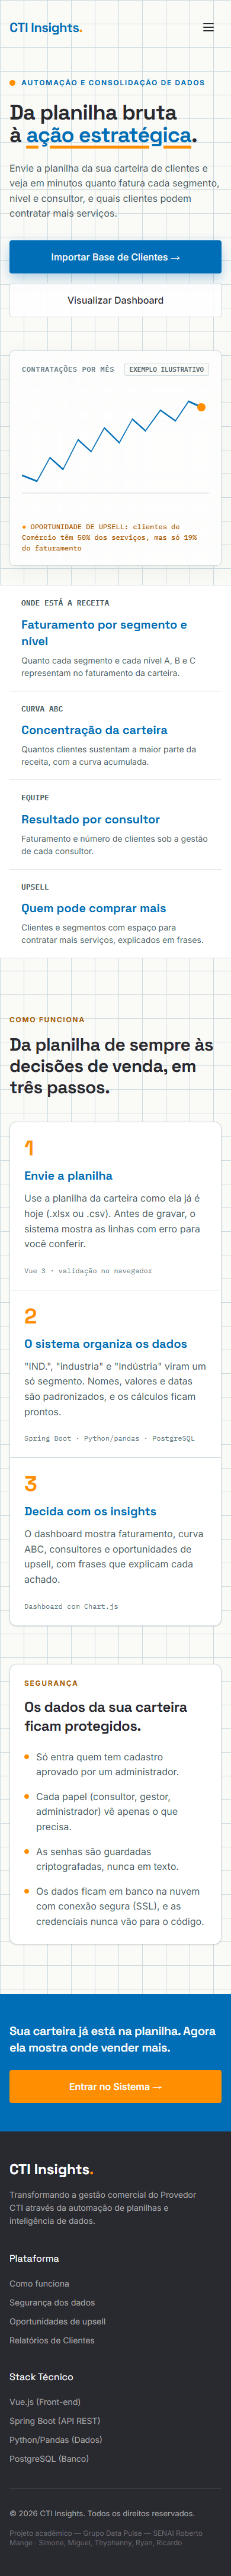 CTI Insights.
AUTOMAÇÃO E CONSOLIDAÇÃO DE DADOS
Da planilha bruta
à ação estratégica.
Envie a planilha da sua carteira de clientes e
veja em minutos quanto fatura cada segmento,
nível e consultor, e quais clientes podem
contratar mais serviços.
Importar Base de Clientes →
Visualizar Dashboard
CONTRATAÇÕES POR MÊS
EXEMPLO ILUSTRATIVO
● OPORTUNIDADE DE UPSELL: clientes de
Comércio têm 50% dos serviços, mas só 19%
do faturamento
ONDE ESTÁ A RECEITA
Faturamento por segmento e
nível
Quanto cada segmento e cada nível A, B e C
representam no faturamento da carteira.
CURVA ABC
Concentração da carteira
Quantos clientes sustentam a maior parte da
receita, com a curva acumulada.
EQUIPE
Resultado por consultor
Faturamento e número de clientes sob a gestão
de cada consultor.
UPSELL
Quem pode comprar mais
Clientes e segmentos com espaço para
contratar mais serviços, explicados em frases.
COMO FUNCIONA
Da planilha de sempre às
decisões de venda, em
três passos.
1
Envie a planilha
Use a planilha da carteira como ela já é
hoje (.xlsx ou .csv). Antes de gravar, o
sistema mostra as linhas com erro para
você conferir.
Vue 3 · validação no navegador
2
O sistema organiza os dados
"IND.", "industria" e "Indústria" viram um
só segmento. Nomes, valores e datas
são padronizados, e os cálculos ficam
prontos.
Spring Boot · Python/pandas · PostgreSQL
3
Decida com os insights
O dashboard mostra faturamento, curva
ABC, consultores e oportunidades de
upsell, com frases que explicam cada
achado.
Dashboard com Chart.js
SEGURANÇA
Os dados da sua carteira
ficam protegidos.
Só entra quem tem cadastro
aprovado por um administrador.
Cada papel (consultor, gestor,
administrador) vê apenas o que
precisa.
As senhas são guardadas
criptografadas, nunca em texto.
Os dados ficam em banco na nuvem
com conexão segura (SSL), e as
credenciais nunca vão para o código.
Sua carteira já está na planilha. Agora
ela mostra onde vender mais.
Entrar no Sistema →
CTI Insights.
Transformando a gestão comercial do Provedor
CTI através da automação de planilhas e
inteligência de dados.
Plataforma
Como funciona
Segurança dos dados
Oportunidades de upsell
Relatórios de Clientes
Stack Técnico
Vue.js (Front-end)
Spring Boot (API REST)
Python/Pandas (Dados)
PostgreSQL (Banco)
© 2026 CTI Insights. Todos os direitos reservados.
Projeto acadêmico — Grupo Data Pulse — SENAI Roberto
Mange · Simone, Miguel, Thyphanny, Ryan, Ricardo